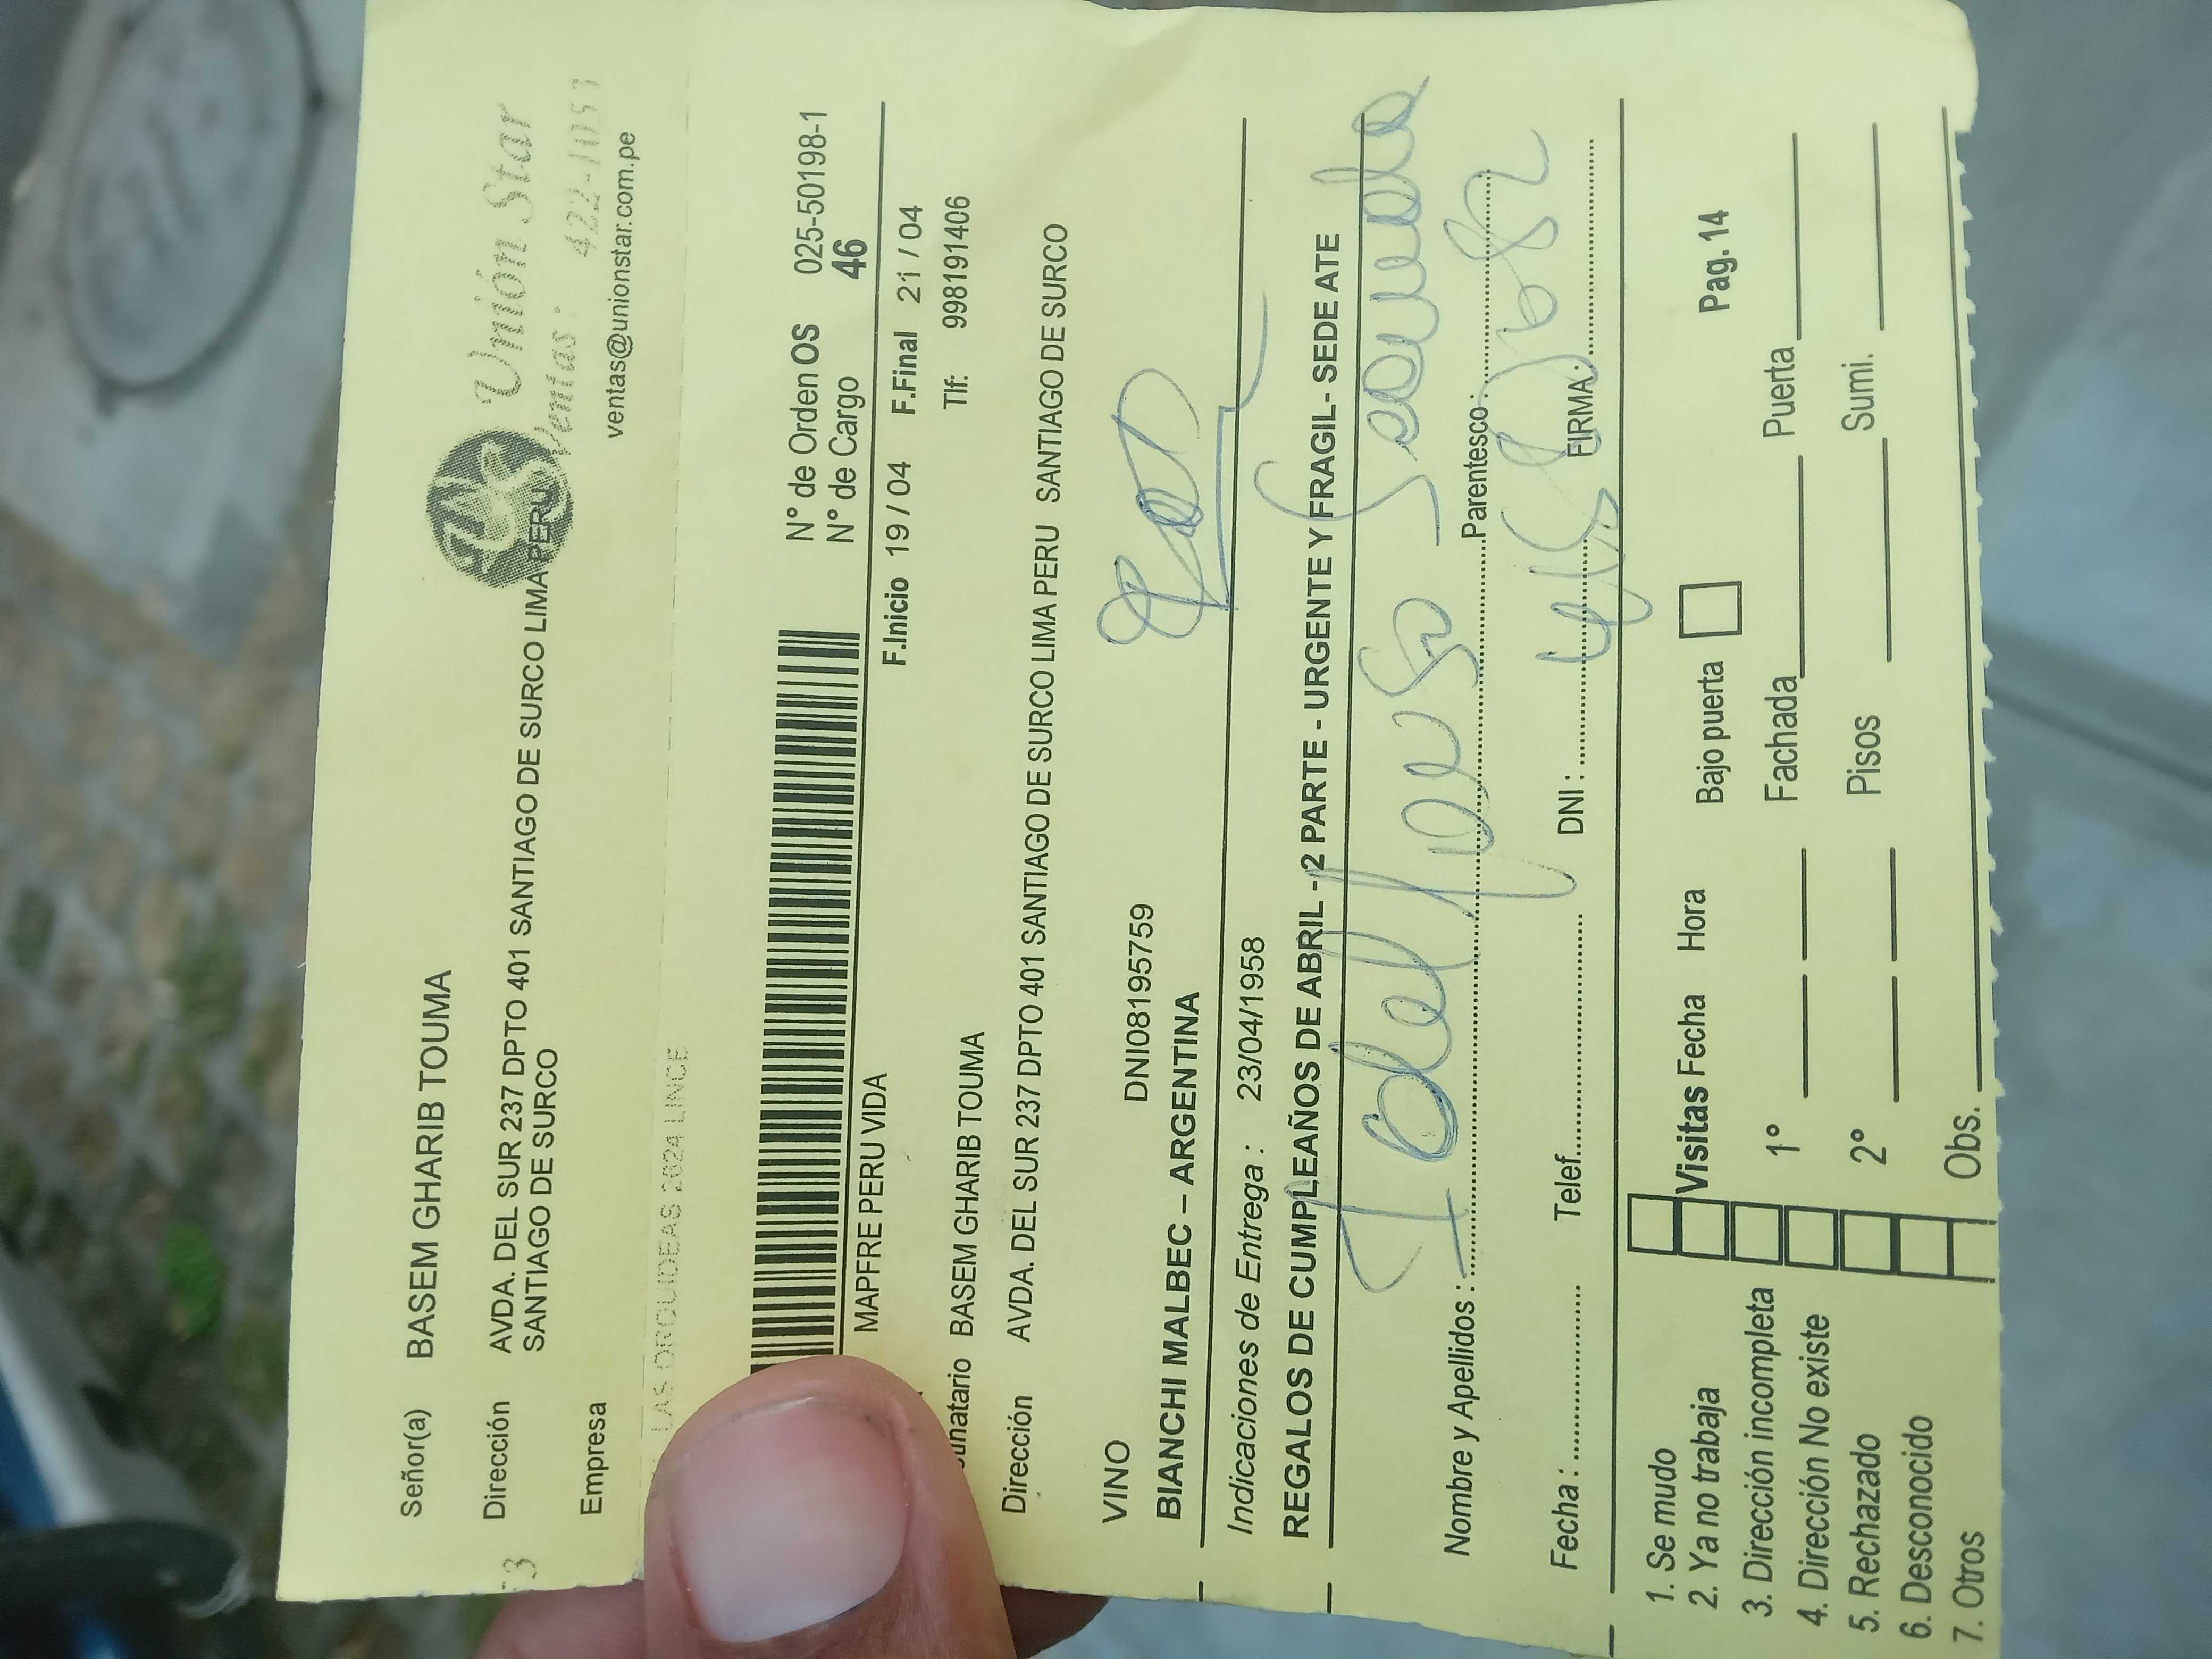 Señor(a) BASEM GHARIB TOUMA
Dirección AVDA. DEL SUR 237 DPTO 401 SANTIAGO DE SURCO LIMA PERU
SANTIAGO DE SURCO
Empresa
Unión Star
Ventas: 422-1053
ventas@unionstar.com.pe
LAS ORQUIDEAS 2624 LINCE
N° de Orden OS 025-50198-1
N° de Cargo 46
MAPFRE PERU VIDA
F.Inicio 19 / 04 F.Final 21 / 04
BASEM GHARIB TOUMA Tlf: 998191406
Dirección AVDA. DEL SUR 237 DPTO 401 SANTIAGO DE SURCO LIMA PERU SANTIAGO DE SURCO
VINO DNI08195759
BIANCHI MALBEC – ARGENTINA
Indicaciones de Entrega : 23/04/1958
REGALOS DE CUMPLEAÑOS DE ABRIL - 2 PARTE - URGENTE Y FRAGIL- SEDE ATE
Nombre y Apellidos : Parentesco:
Fecha : Telef. DNI : FIRMA :
1. Se mudo
2. Ya no trabaja
3. Dirección incompleta
4. Dirección No existe
5. Rechazado
6. Desconocido
7. Otros
Visitas Fecha Hora Bajo puerta Pag. 14
1° Fachada Puerta
2° Pisos Sumi.
Obs.